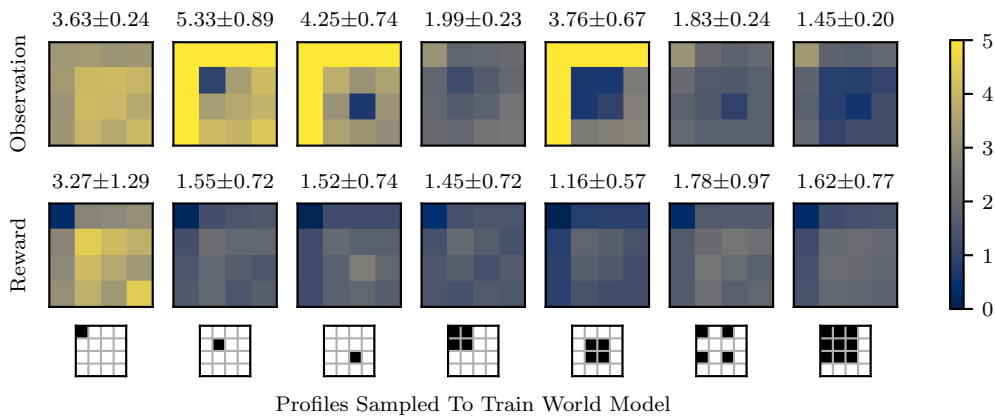 3.63±0.24 5.33±0.89 4.25±0.74 1.99±0.23 3.76±0.67 1.83±0.24 1.45±0.20
Observation
5
4
3
2
1
0
3.27±1.29 1.55±0.72 1.52±0.74 1.45±0.72 1.16±0.57 1.78±0.97 1.62±0.77
Reward
Profiles Sampled To Train World Model